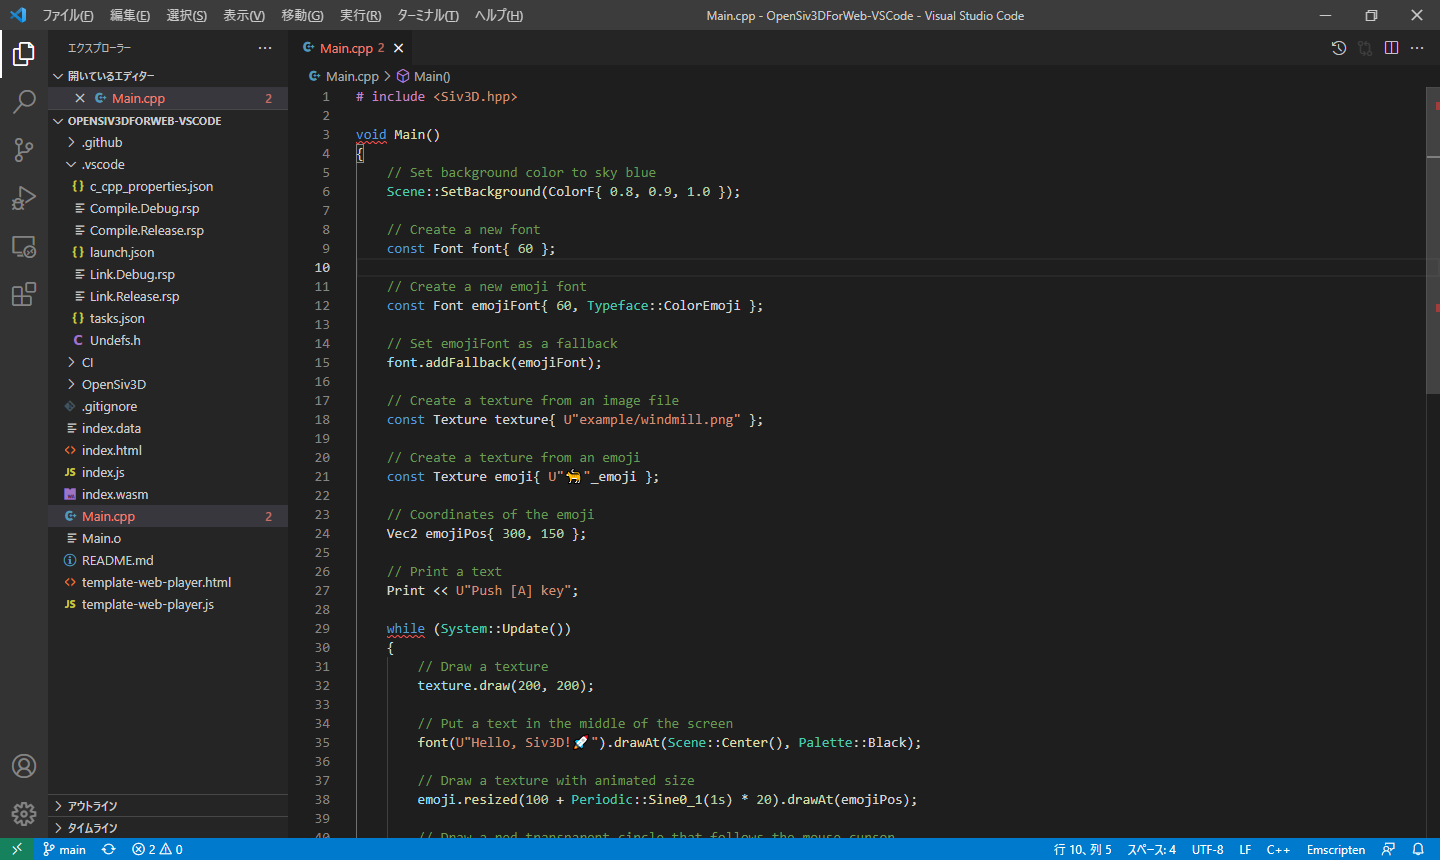 ファイル(F) 編集(E) 選択(S) 表示(V) 移動(G) 実行(R) ターミナル(T) ヘルプ(H) Main.cpp - OpenSiv3DForWeb-VSCode - Visual Studio Code
エクスプローラー
開いているエディター
Main.cpp 2
OPENSIV3DFORWEB-VSCODE
.github
.vscode
{} c_cpp_properties.json
Compile.Debug.rsp
Compile.Release.rsp
{} launch.json
Link.Debug.rsp
Link.Release.rsp
{} tasks.json
C Undefs.h
CI
OpenSiv3D
.gitignore
index.data
<> index.html
JS index.js
index.wasm
Main.cpp 2
Main.o
README.md
<> template-web-player.html
JS template-web-player.js
アウトライン
タイムライン
Main.cpp 2
Main.cpp > Main()
1 # include <Siv3D.hpp>
2
3 void Main()
4 {
5 // Set background color to sky blue
6 Scene::SetBackground(ColorF{ 0.8, 0.9, 1.0 });
7
8 // Create a new font
9 const Font font{ 60 };
10
11 // Create a new emoji font
12 const Font emojiFont{ 60, Typeface::ColorEmoji };
13
14 // Set emojiFont as a fallback
15 font.addFallback(emojiFont);
16
17 // Create a texture from an image file
18 const Texture texture{ U"example/windmill.png" };
19
20 // Create a texture from an emoji
21 const Texture emoji{ U"🐈"_emoji };
22
23 // Coordinates of the emoji
24 Vec2 emojiPos{ 300, 150 };
25
26 // Print a text
27 Print << U"Push [A] key";
28
29 while (System::Update())
30 {
31 // Draw a texture
32 texture.draw(200, 200);
33
34 // Put a text in the middle of the screen
35 font(U"Hello, Siv3D!🚀").drawAt(Scene::Center(), Palette::Black);
36
37 // Draw a texture with animated size
38 emoji.resized(100 + Periodic::Sine0_1(1s) * 20).drawAt(emojiPos);
39
40 // Draw a red transparent circle that follows the mouse cursor
main 2 0 行 10、列 5 スペース: 4 UTF-8 LF C++ Emscripten